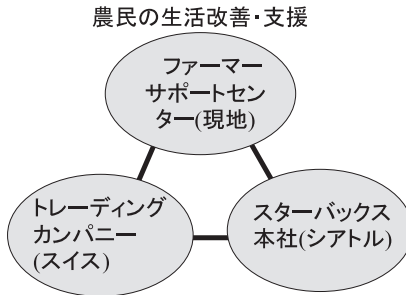 農民の生活改善･支援
ファーマー
サポートセン
ター(現地)
トレーディング
カンパニー
(スイス)
スターバックス
本社(シアトル)